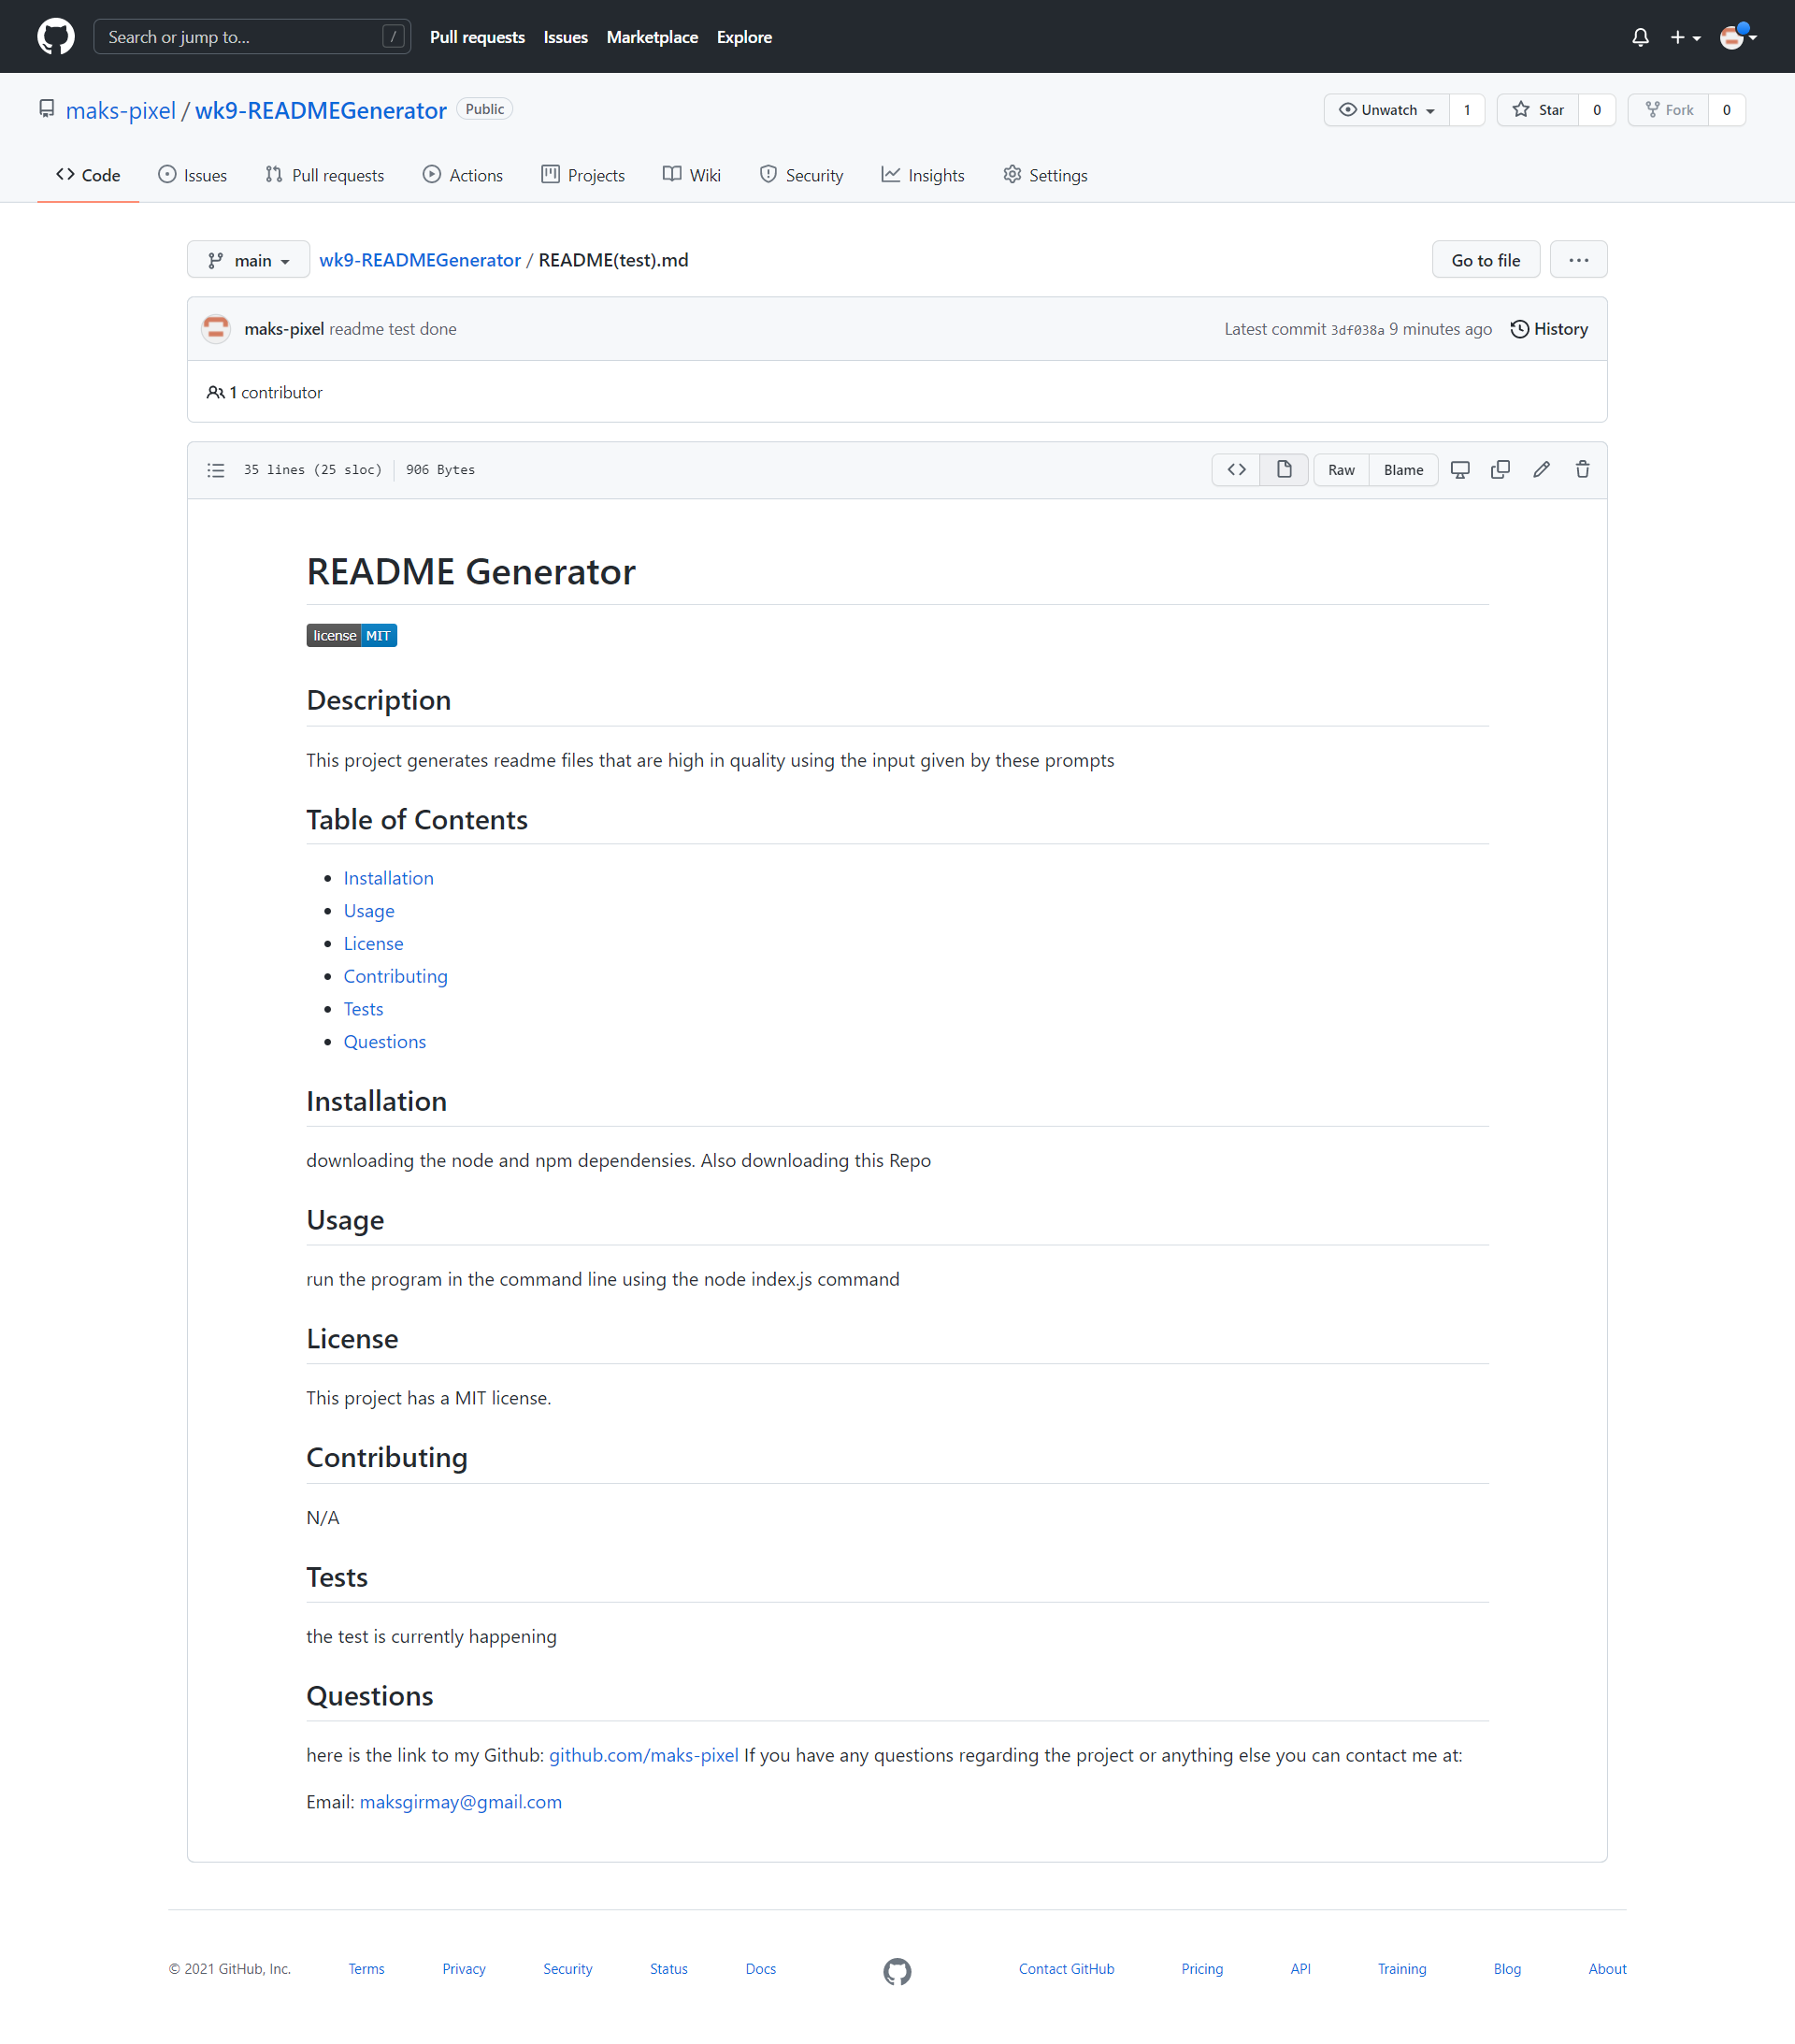 Search or jump to... / Pull requests Issues Marketplace Explore
maks-pixel / wk9-READMEGenerator Public Unwatch 1 Star 0 Fork 0
Code Issues Pull requests Actions Projects Wiki Security Insights Settings
main wk9-READMEGenerator / README(test).md Go to file ...
maks-pixel readme test done Latest commit 3df038a 9 minutes ago History
1 contributor
35 lines (25 sloc) 906 Bytes Raw Blame
README Generator
license MIT
Description
This project generates readme files that are high in quality using the input given by these prompts
Table of Contents
• Installation
• Usage
• License
• Contributing
• Tests
• Questions
Installation
downloading the node and npm dependensies. Also downloading this Repo
Usage
run the program in the command line using the node index.js command
License
This project has a MIT license.
Contributing
N/A
Tests
the test is currently happening
Questions
here is the link to my Github: github.com/maks-pixel If you have any questions regarding the project or anything else you can contact me at:
Email: maksgirmay@gmail.com
© 2021 GitHub, Inc. Terms Privacy Security Status Docs Contact GitHub Pricing API Training Blog About